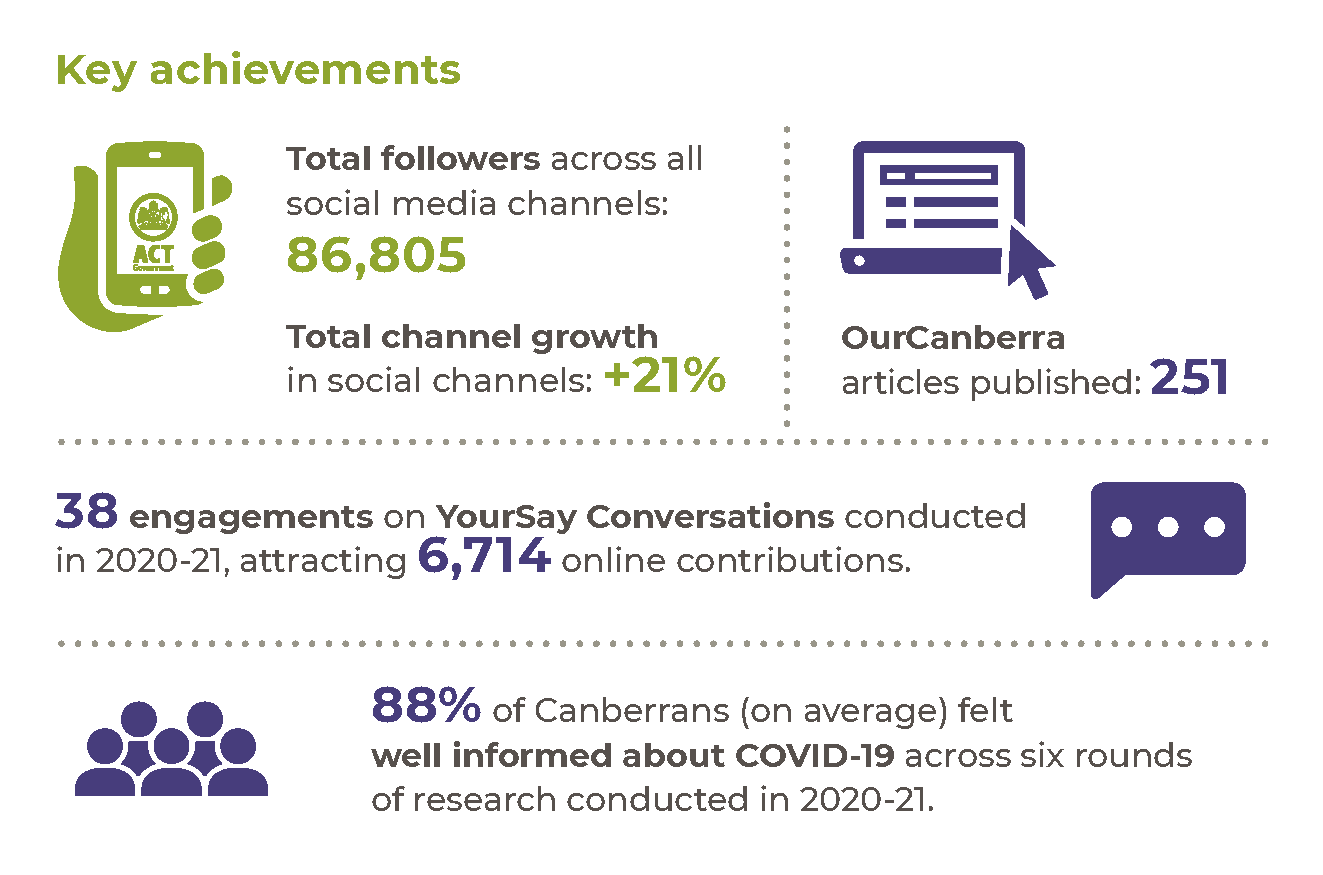 Key achievements
ACT
Government
Total followers across all
social media channels:
86,805
Total channel growth
in social channels: +21%
OurCanberra
articles published: 251
38 engagements on YourSay Conversations conducted
in 2020-21, attracting 6,714 online contributions.
88% of Canberrans (on average) felt
well informed about COVID-19 across six rounds
of research conducted in 2020-21.